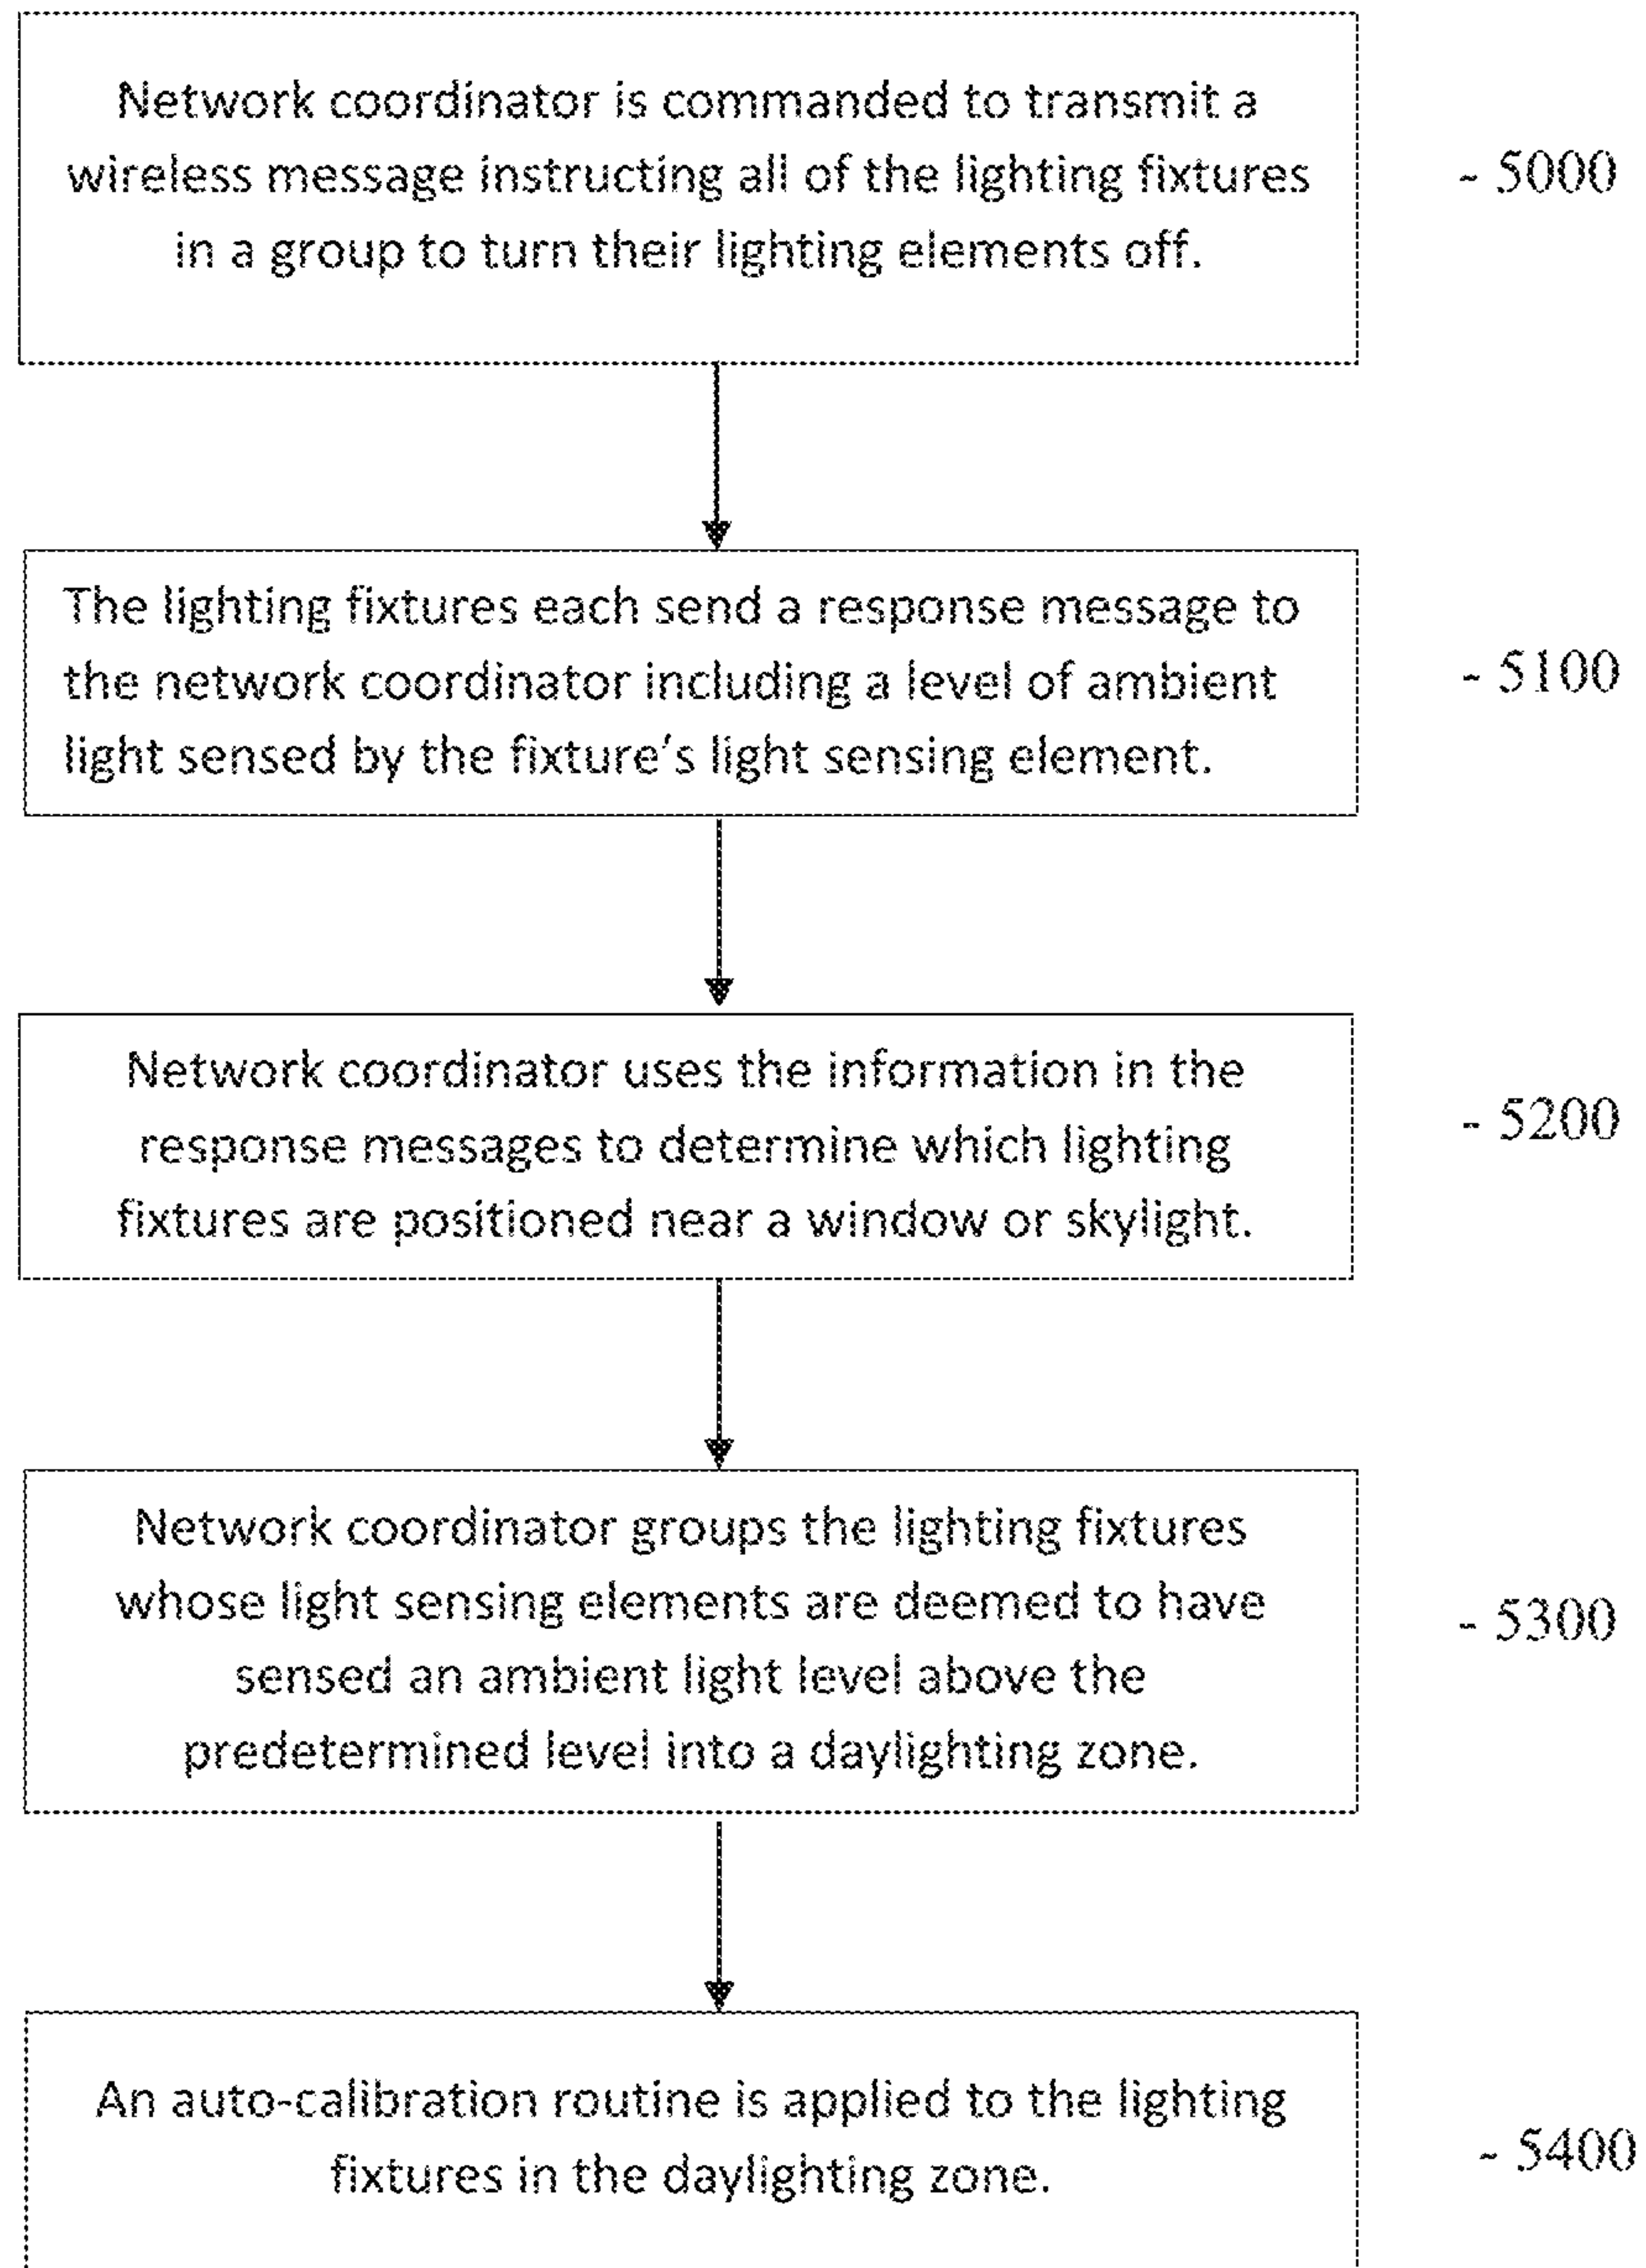 Network coordinator is commanded to transmit a
wireless message instructing all of the lighting fixtures
in a group to turn their lighting elements off.
- 5000
The lighting fixtures each send a response message to
the network coordinator including a level of ambient
light sensed by the fixture's light sensing element.
- 5100
Network coordinator uses the information in the
response messages to determine which lighting
fixtures are positioned near a window or skylight.
- 5200
Network coordinator groups the lighting fixtures
whose light sensing elements are deemed to have
sensed an ambient light level above the
predetermined level into a daylighting zone.
- 5300
An auto-calibration routine is applied to the lighting
fixtures in the daylighting zone.
- 5400